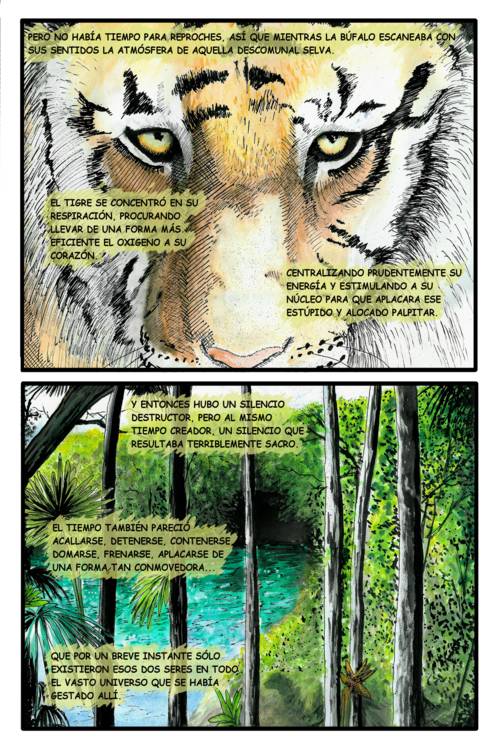 PERO NO HABÍA TIEMPO PARA REPROCHES, ASÍ QUE MIENTRAS LA BÚFALO ESCANEABA CON
SUS SENTIDOS LA ATMÓSFERA DE AQUELLA DESCOMUNAL SELVA.
EL TIGRE SE CONCENTRÓ EN SU
RESPIRACIÓN, PROCURANDO
LLEVAR DE UNA FORMA MÁS
EFICIENTE EL OXIGENO A SU
CORAZÓN.
CENTRALIZANDO PRUDENTEMENTE SU
ENERGÍA Y ESTIMULANDO A SU
NÚCLEO PARA QUE APLACARA ESE
ESTÚPIDO Y ALOCADO PALPITAR.
Y ENTONCES HUBO UN SILENCIO
DESTRUCTOR, PERO AL MISMO
TIEMPO CREADOR, UN SILENCIO QUE
RESULTABA TERRIBLEMENTE SACRO.
EL TIEMPO TAMBIÉN PARECIÓ
ACALLARSE, DETENERSE, CONTENERSE
DOMARSE, FRENARSE, APLACARSE DE
UNA FORMA TAN CONMOVEDORA...
QUE POR UN BREVE INSTANTE SÓLO
EXISTIERON ESOS DOS SERES EN TODO
EL VASTO UNIVERSO QUE SE HABÍA
GESTADO ALLÍ.